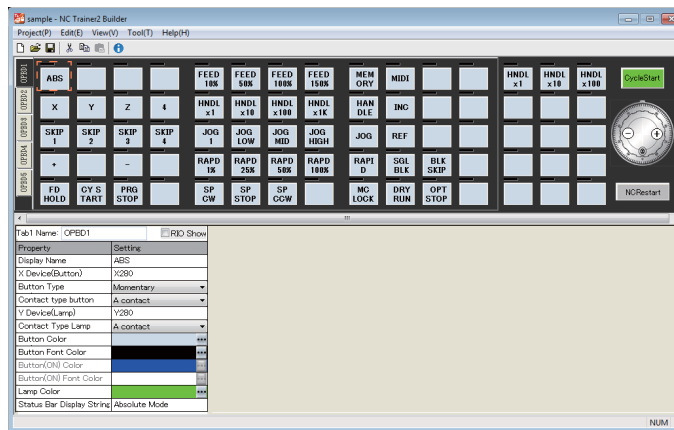 sample - NC Trainer2 Builder
Project(P) Edit(E) View(V) Tool(T) Help(H)
OPBD1
OPBD2
OPBD3
OPBD4
OPBD5
ABS FEED 10% FEED 50% FEED 100% FEED 150% MEM ORY MIDI HNDL x1 HNDL x10 HNDL x100 CycleStart
X Y Z 4 HNDL x1 HNDL x10 HNDL x100 HNDL x1K HAN DLE INC
SKIP 1 SKIP 2 SKIP 3 SKIP 4 JOG 1 JOG LOW JOG MID JOG HIGH JOG REF
+ - RAPD 1% RAPD 25% RAPD 50% RAPD 100% RAPI D SGL BLK BLK SKIP
FD HOLD CY S TART PRG STOP SP CW SP STOP SP CCW MC LOCK DRY RUN OPT STOP NCRestart
Tab1 Name: OPBD1 RIO Show
Property Setting
Display Name ABS
X Device(Button) X280
Button Type Momentary
Contact type button A contact
Y Device(Lamp) Y280
Contact Type Lamp A contact
Button Color
Button Font Color
Button(ON) Color
Button(ON) Font Color
Lamp Color
Status Bar Display String Absolute Mode
NUM